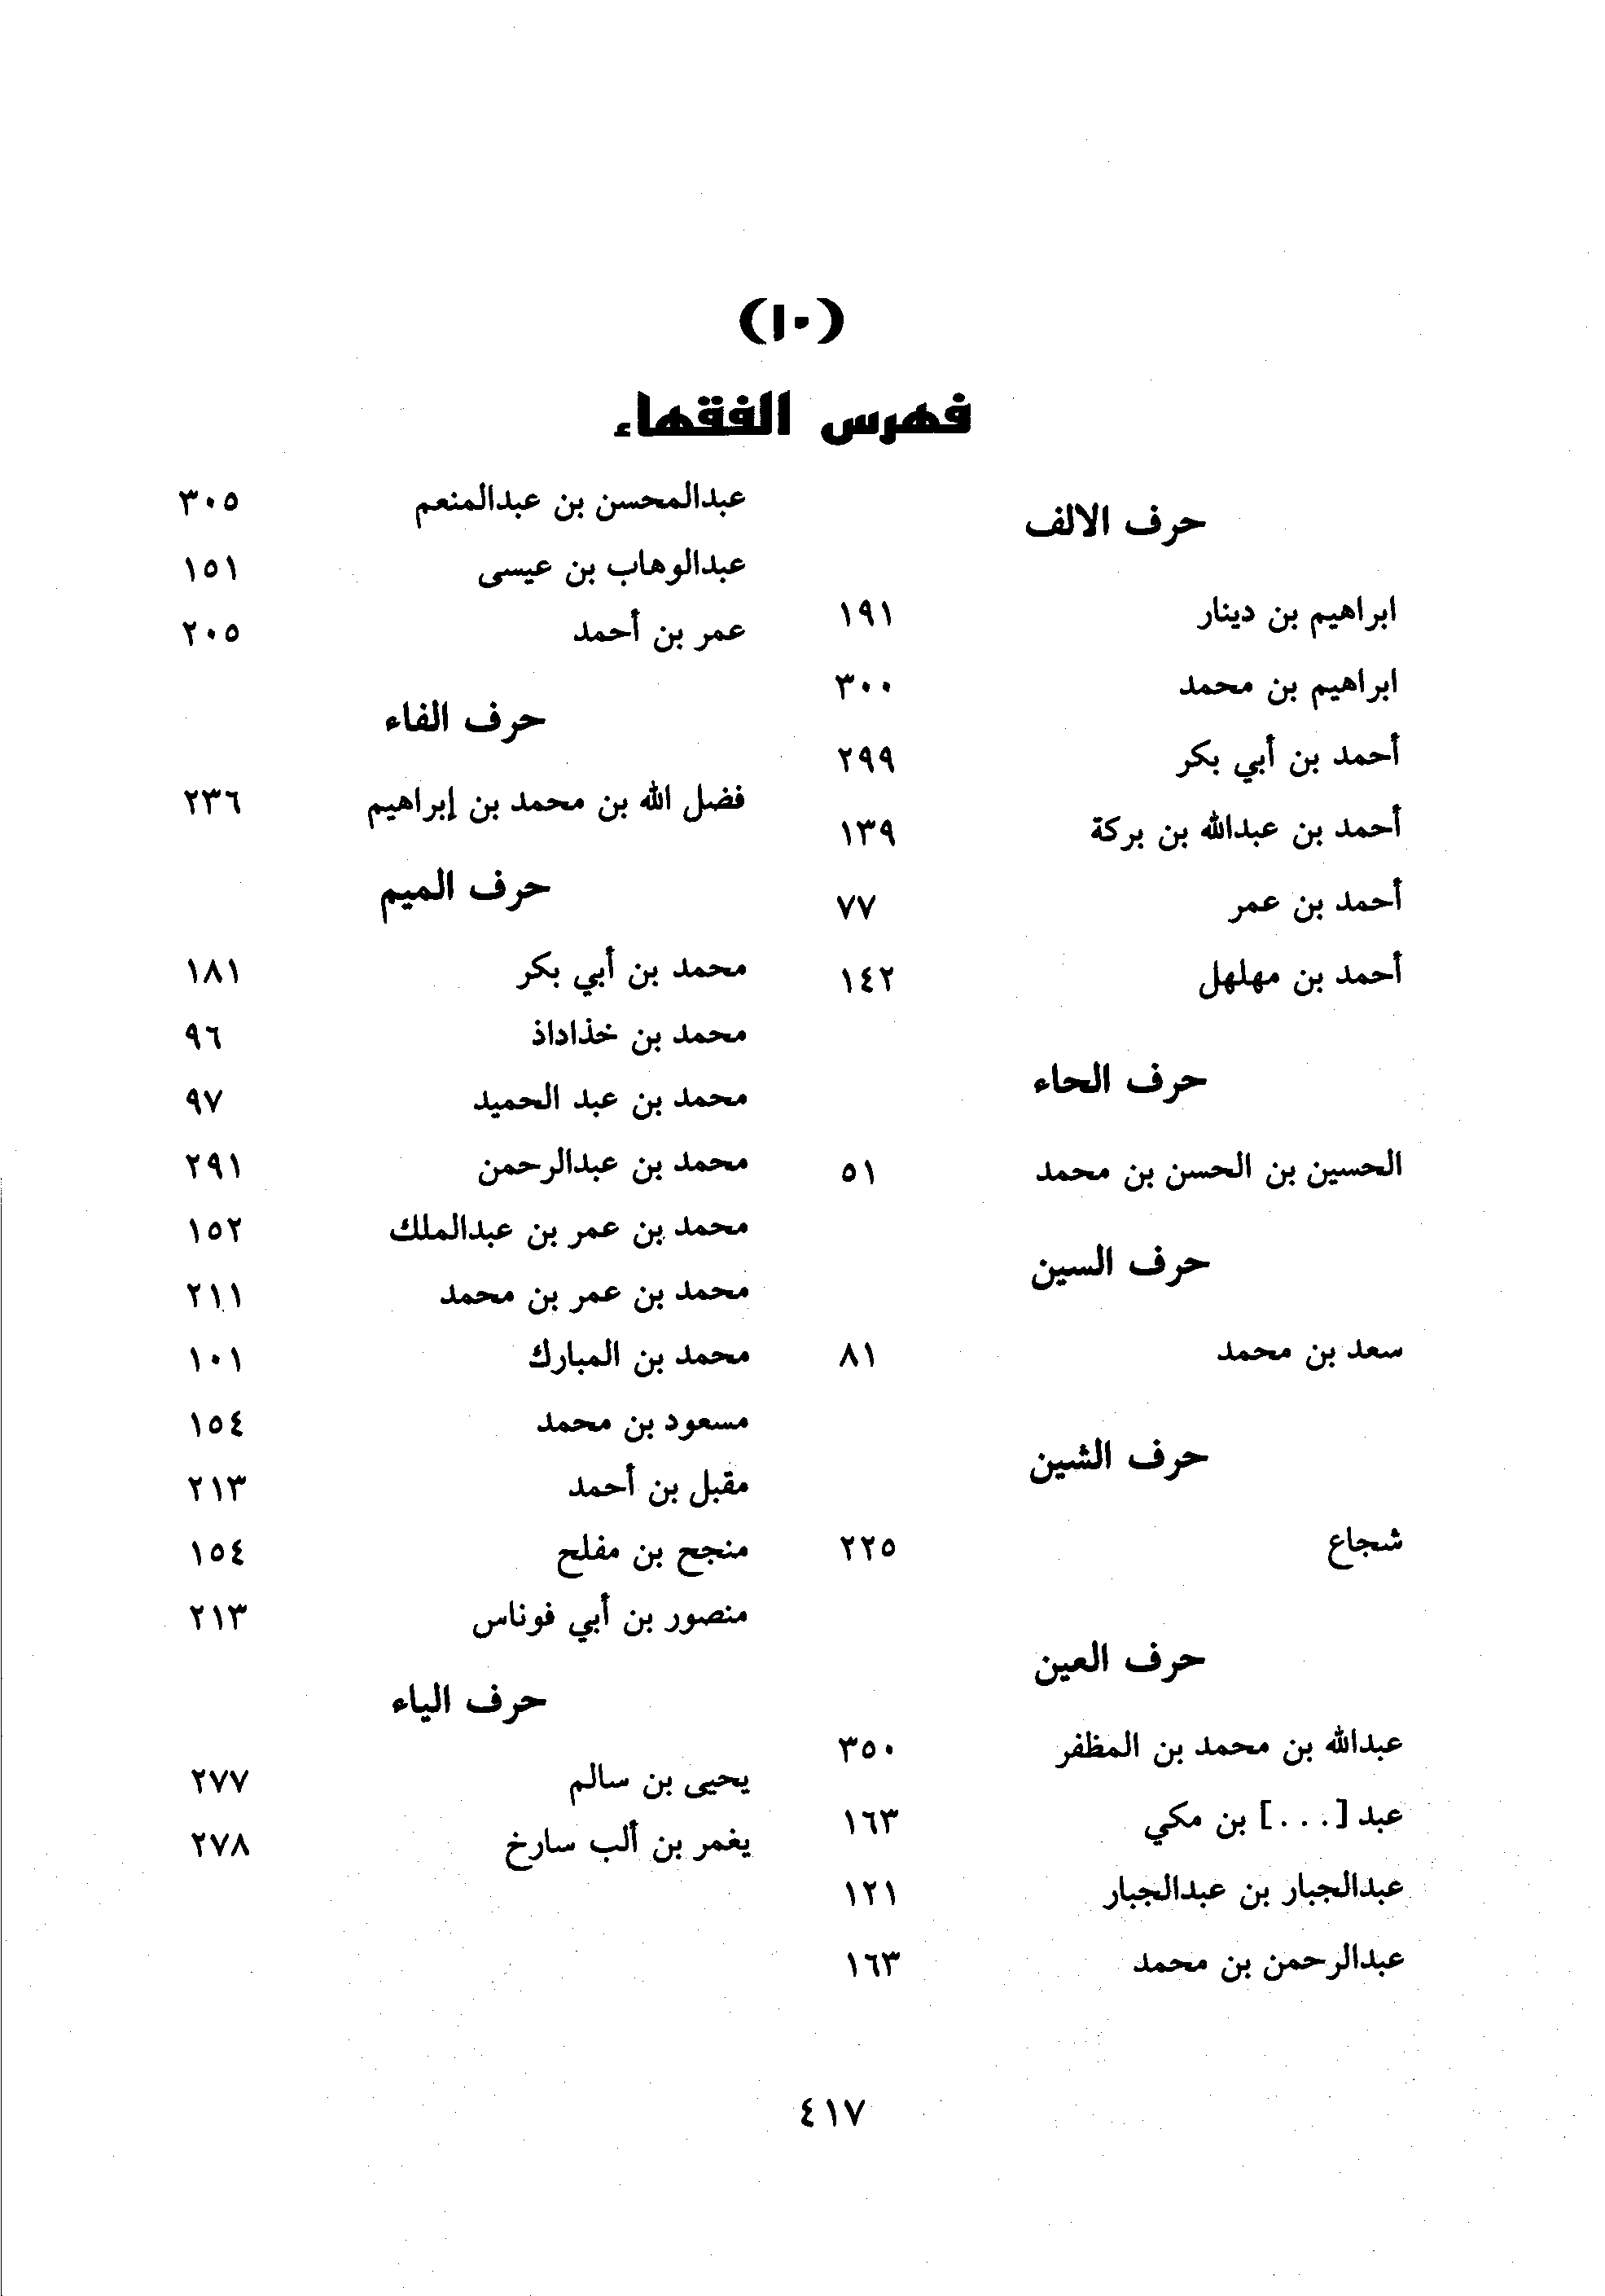 (١٠)
فهرس الفقهاء
حرف الالف
ابراهيم بن دينار ١٩١
ابراهيم بن محمد ٣٠٠
أحمد بن أبي بكر ٢٩٩
أحمد بن عبدالله بن بركة ١٣٩
أحمد بن عمر ٧٧
أحمد بن مهلهل ١٤٢
حرف الحاء
الحسين بن الحسن بن محمد ٥١
حرف السين
سعد بن محمد ٨١
حرف الشين
شجاع ٢٢٥
حرف العين
عبدالله بن محمد بن المظفر ٣٥٠
عبد [...] بن مكي ١٦٣
عبدالجبار بن عبدالجبار ١٢١
عبدالرحمن بن محمد ١٦٣
عبدالمحسن بن عبدالمنعم ٣٠٥
عبدالوهاب بن عيسى ١٥١
عمر بن أحمد ٢٠٥
حرف الفاء
فضل الله بن محمد بن إبراهيم ٢٣٦
حرف الميم
محمد بن أبي بكر ١٨١
محمد بن خذاداذ ٩٦
محمد بن عبد الحميد ٩٧
محمد بن عبدالرحمن ٢٩١
محمد بن عمر بن عبدالملك ١٥٢
محمد بن عمر بن محمد ٢١١
محمد بن المبارك ١٠١
مسعود بن محمد ١٥٤
مقبل بن أحمد ٢١٣
منجح بن مفلح ١٥٤
منصور بن أبي فوناس ٢١٣
حرف الياء
يحيى بن سالم ٢٧٧
يغمر بن ألب سارخ ٢٧٨
٤١٧